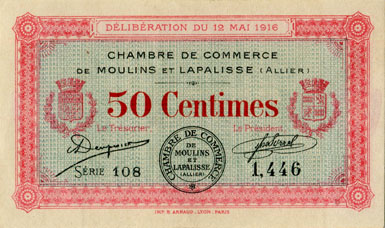 DÉLIBÉRATION DU 12 MAI 1916
CHAMBRE DE COMMERCE
DE MOULINS ET LAPALISSE (ALLIER)
50 Centimes
Le Trésorier
Le Président
CHAMBRE DE COMMERCE
DE MOULINS
ET
LAPALISSE
(ALLIER)
SÉRIE 108
1,446
IMP. B. ARNAUD, LYON, PARIS